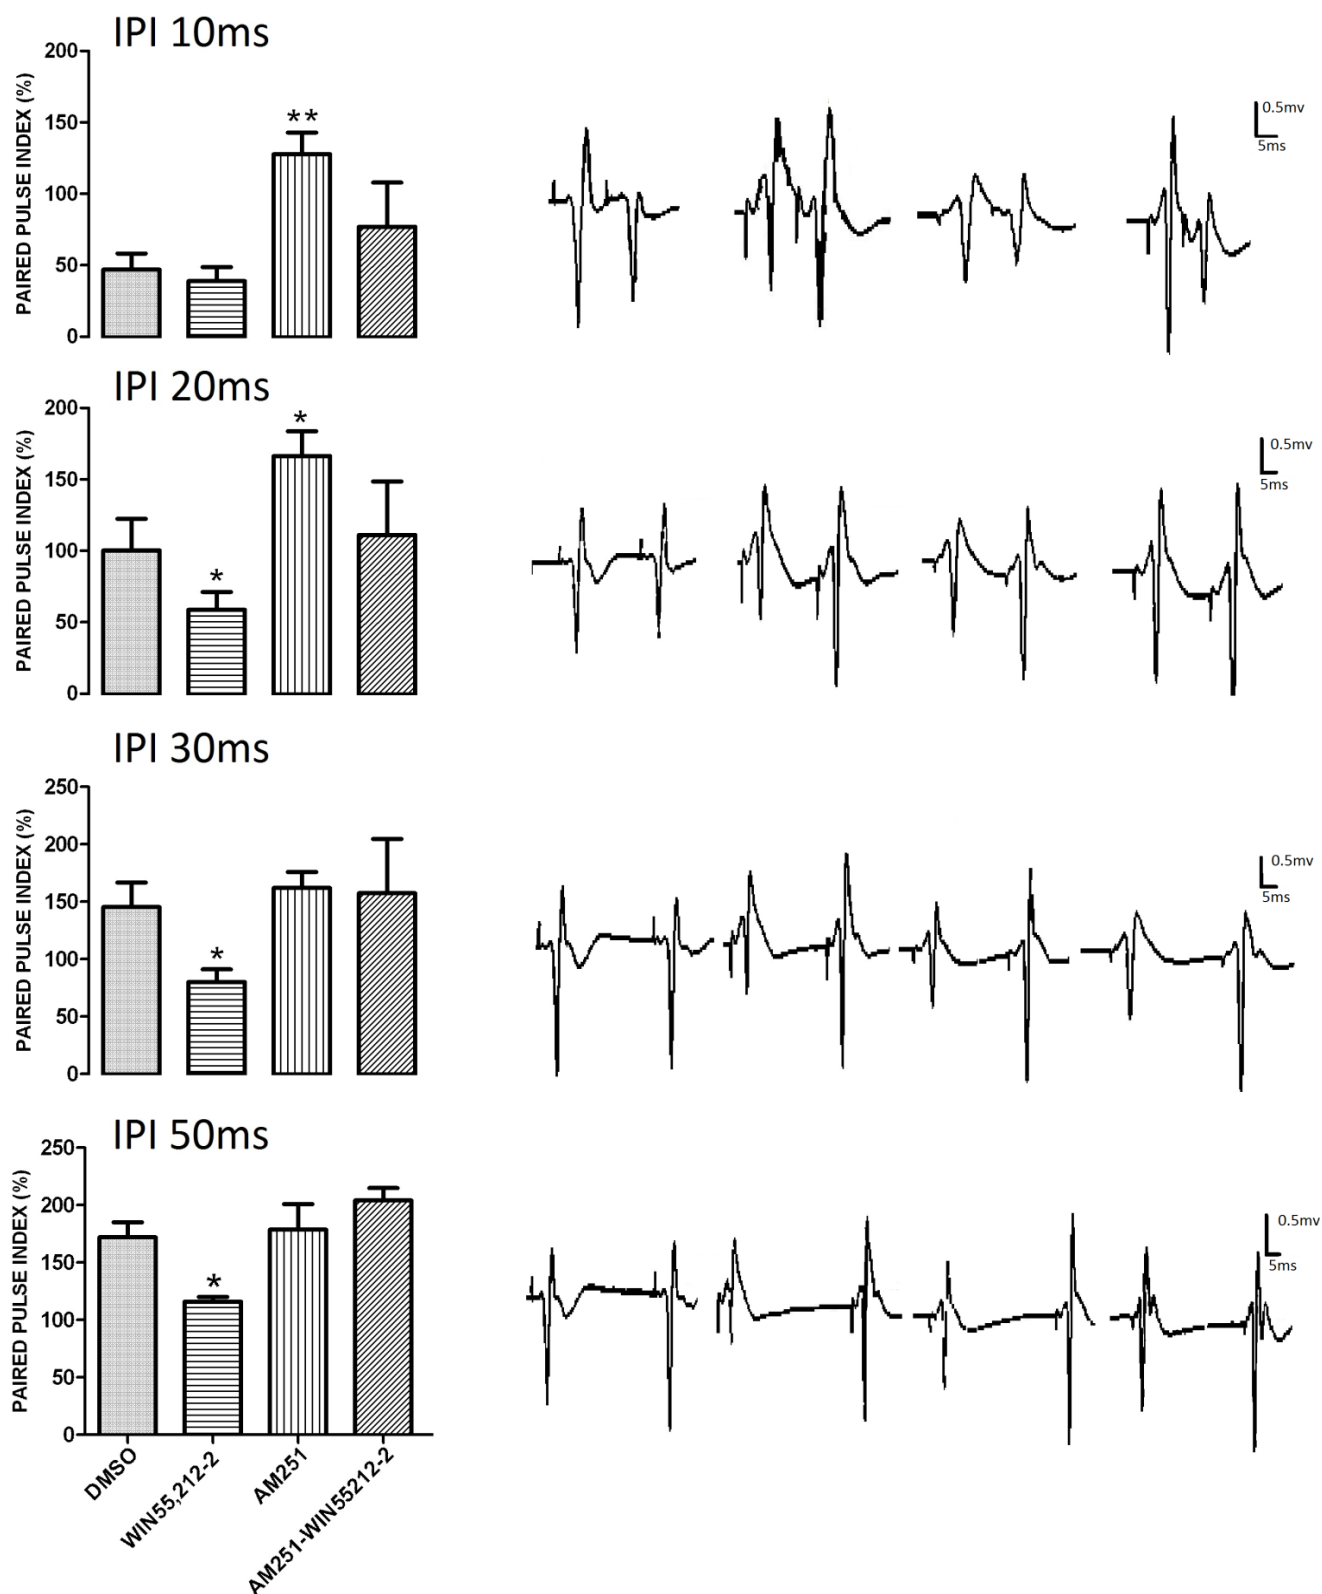 IPI 10ms
PAIRED PULSE INDEX (%)
200
150
100
50
0
**
0.5mv
5ms
IPI 20ms
PAIRED PULSE INDEX (%)
200
150
100
50
0
*
*
0.5mv
5ms
IPI 30ms
PAIRED PULSE INDEX (%)
250
200
150
100
50
0
*
0.5mv
5ms
IPI 50ms
PAIRED PULSE INDEX (%)
250
200
150
100
50
0
*
0.5mv
5ms
DMSO
WIN55,212-2
AM251
AM251-WIN55212-2